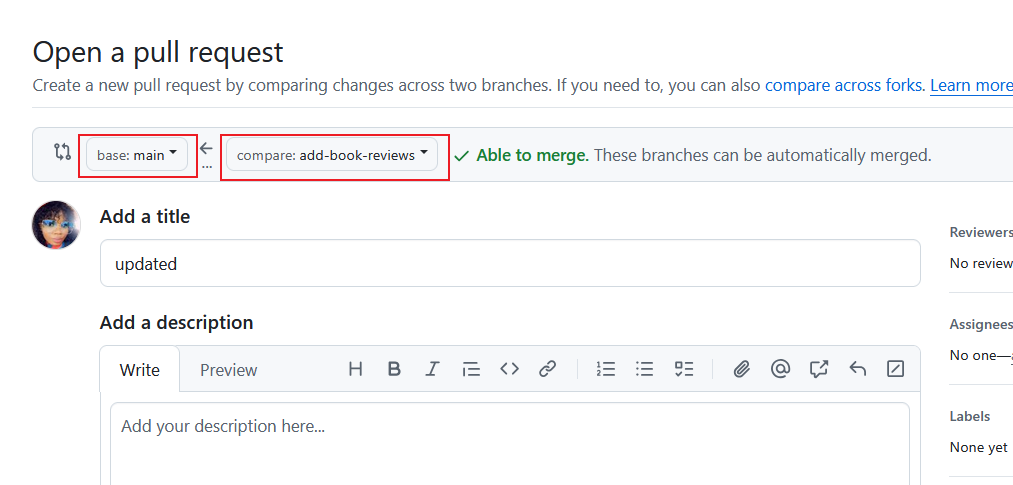 Open a pull request
Create a new pull request by comparing changes across two branches. If you need to, you can also compare across forks. Learn more
base: main
compare: add-book-reviews
Able to merge. These branches can be automatically merged.
Add a title
updated
Add a description
Write Preview
Add your description here...
Reviewers
No review
Assignees
No one—
Labels
None yet